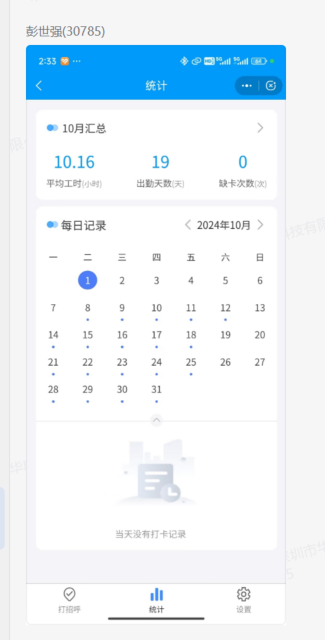 彭世强(30785)
2:33
统计
10月汇总
10.16 19 0
平均工时(小时) 出勤天数(天) 缺卡次数(次)
每日记录 2024年10月
一 二 三 四 五 六 日
1 2 3 4 5 6
7 8 9 10 11 12 13
14 15 16 17 18 19 20
21 22 23 24 25 26 27
28 29 30 31
当天没有打卡记录
打招呼 统计 设置